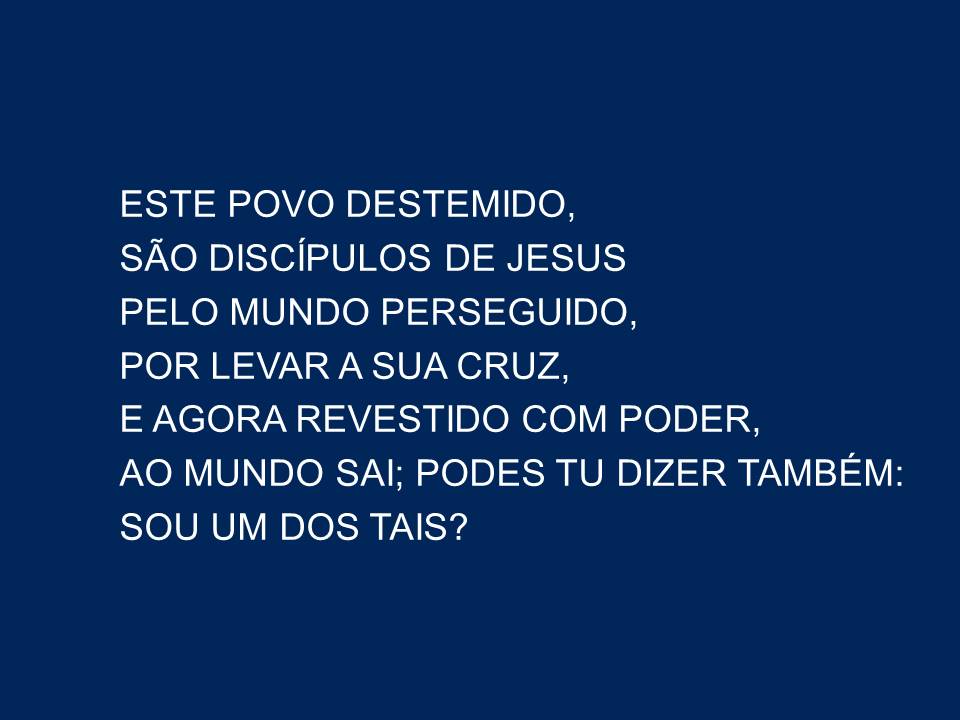 ESTE POVO DESTEMIDO,
SÃO DISCÍPULOS DE JESUS
PELO MUNDO PERSEGUIDO,
POR LEVAR A SUA CRUZ,
E AGORA REVESTIDO COM PODER,
AO MUNDO SAI; PODES TU DIZER TAMBÉM:
SOU UM DOS TAIS?